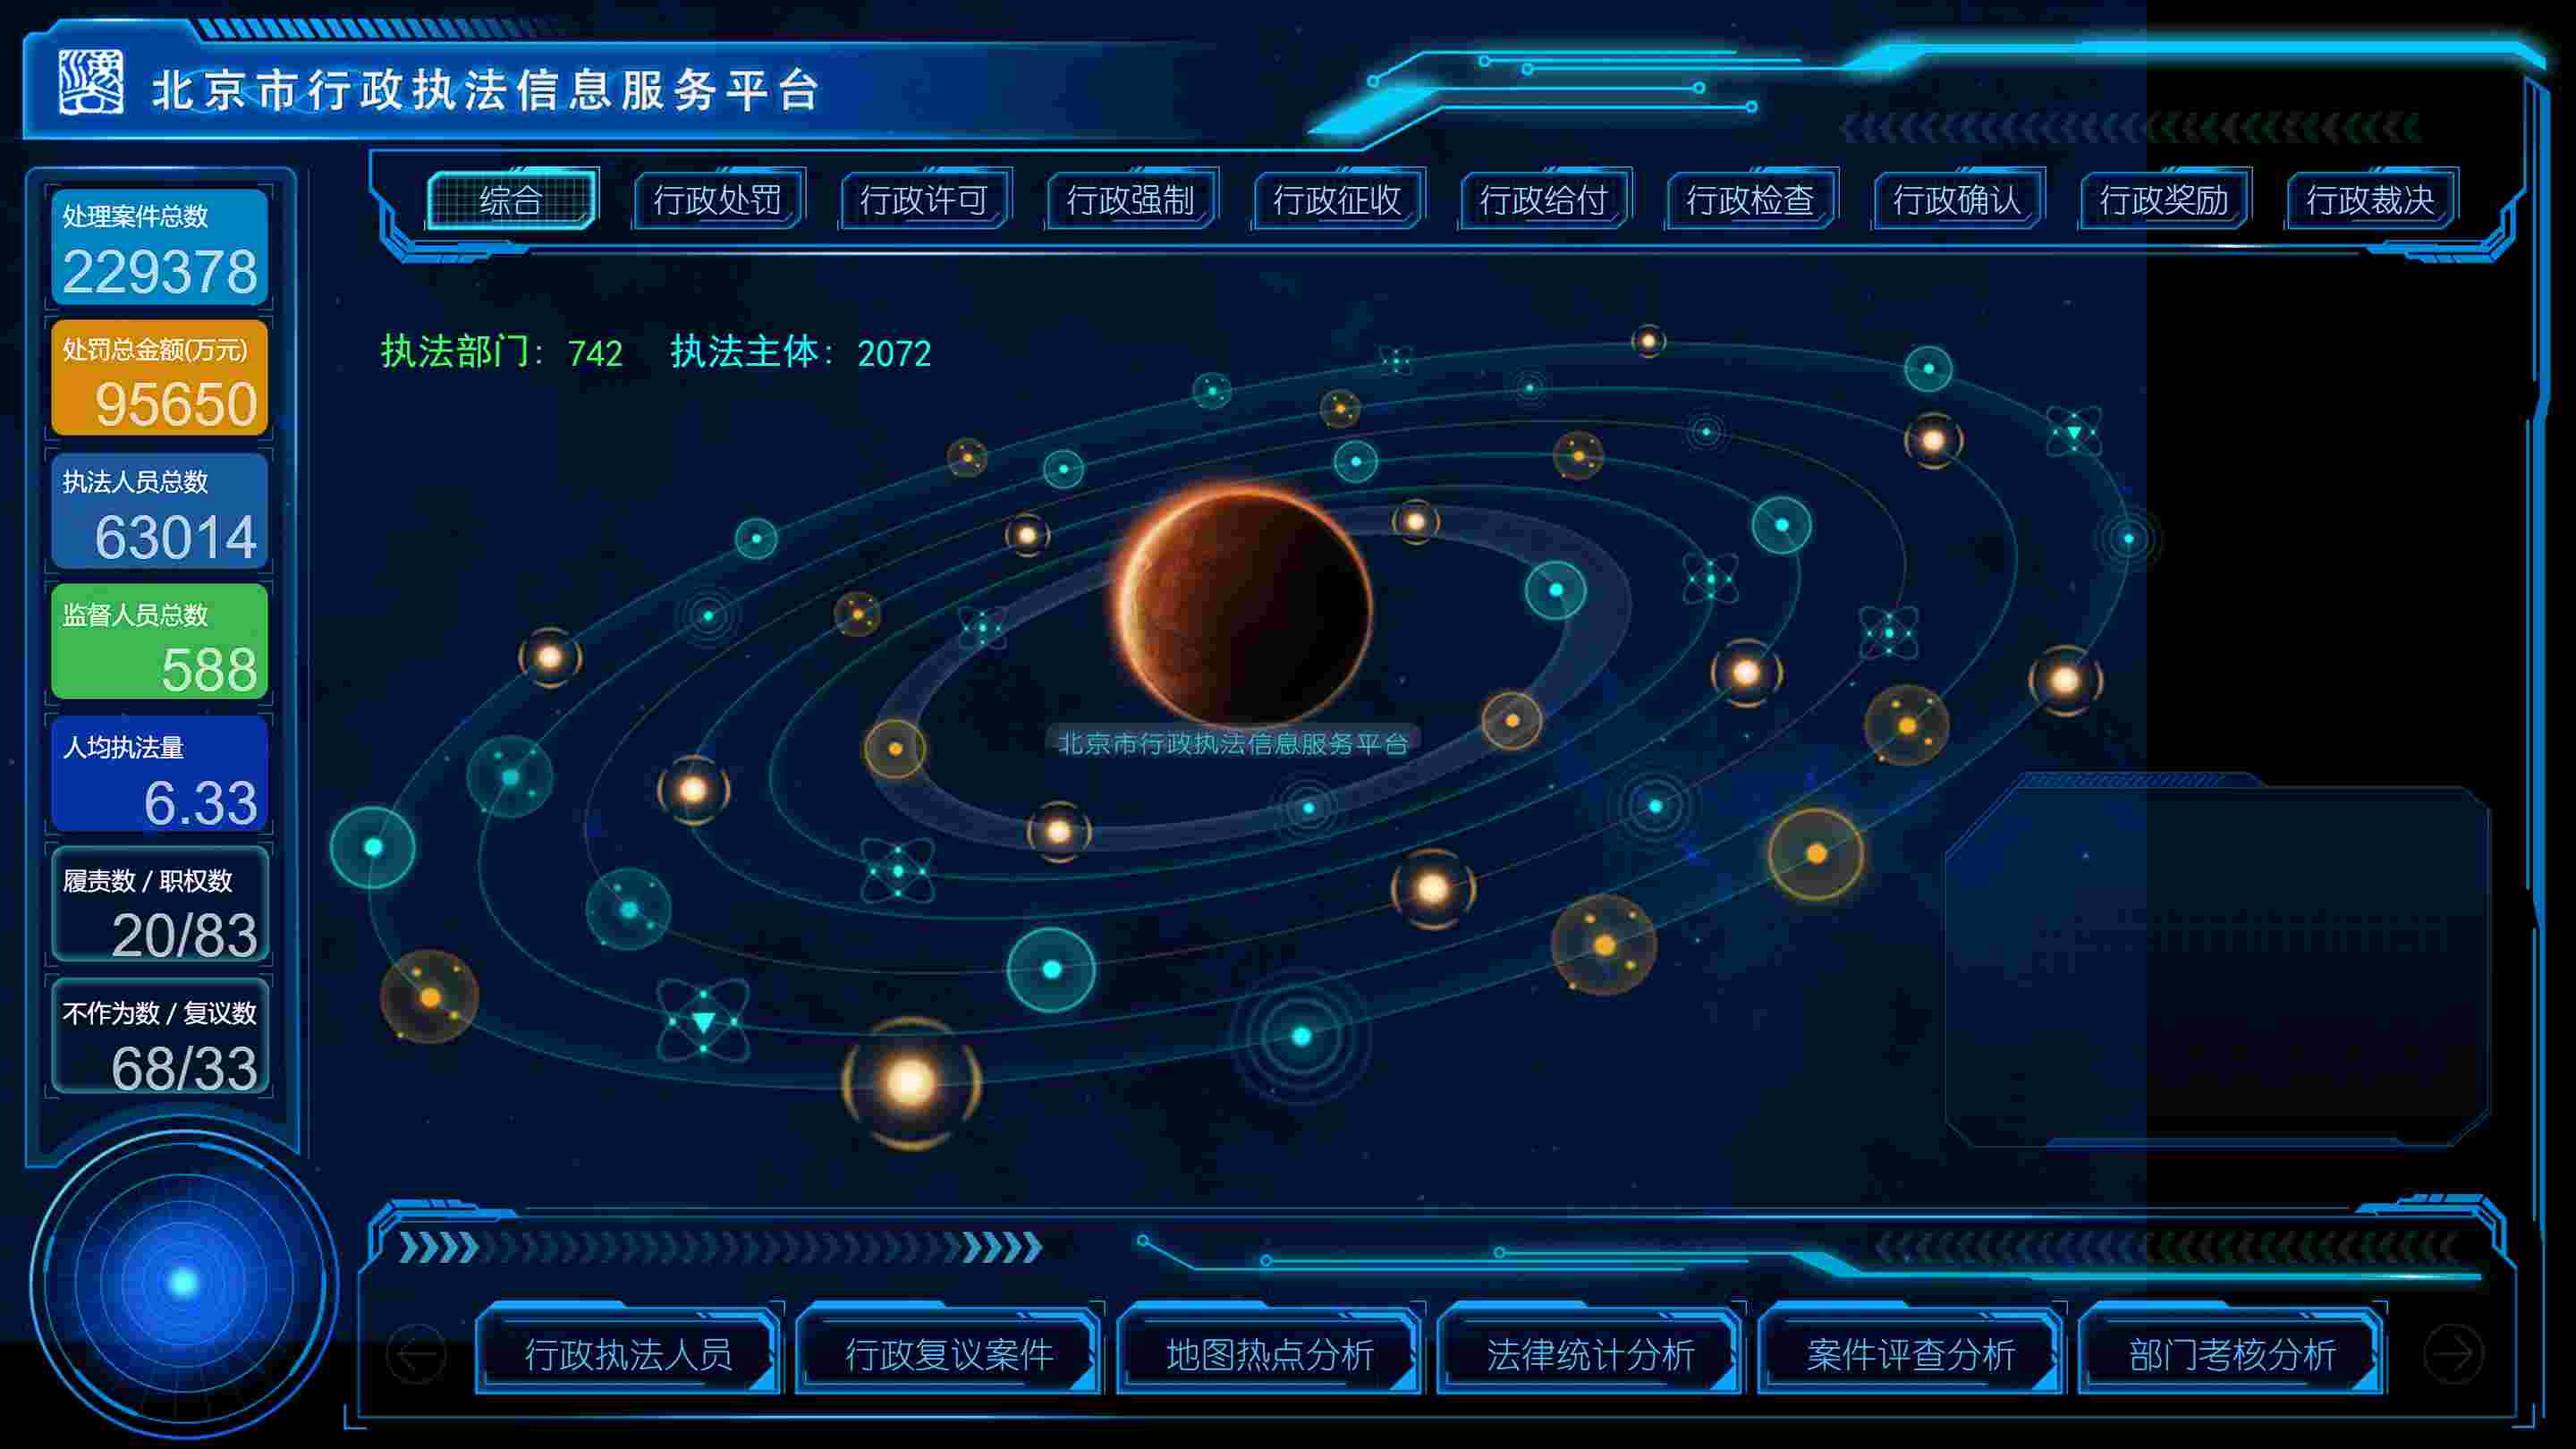 北京市行政执法信息服务平台
综合
行政处罚
行政许可
行政强制
行政征收
行政给付
行政检查
行政确认
行政奖励
行政裁决
处理案件总数
229378
处罚总金额(万元)
95650
执法人员总数
63014
监督人员总数
588
人均执法量
6.33
履责数 / 职权数
20/83
不作为数 / 复议数
68/33
执法部门： 742 执法主体： 2072
北京市行政执法信息服务平台
行政执法人员
行政复议案件
地图热点分析
法律统计分析
案件评查分析
部门考核分析